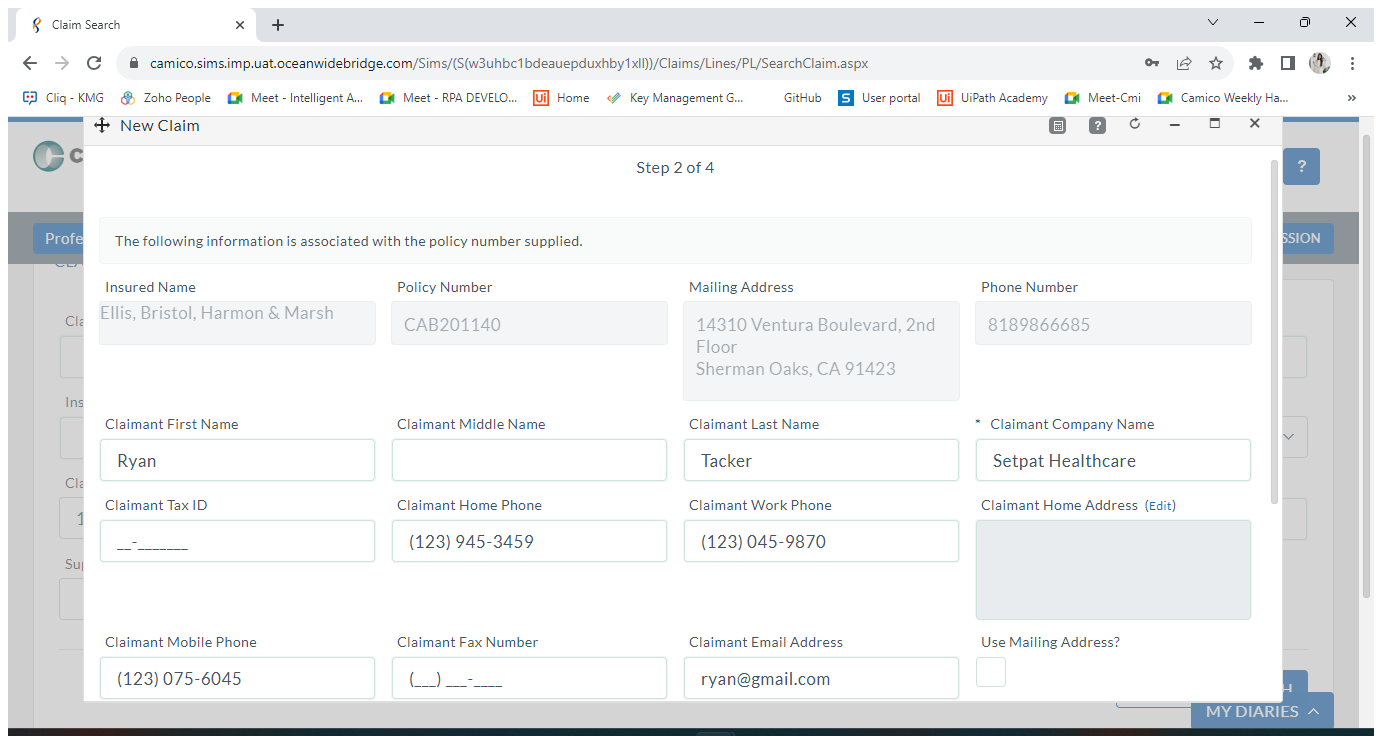 Claim Search
camico.sims.imp.uat.oceanwidebridge.com/Sims/(S(w3uhbc1bdeauepduxhby1xll))/Claims/Lines/PL/SearchClaim.aspx
Cliq - KMG Zoho People Meet - Intelligent A... Meet - RPA DEVELO... Home Key Management G... GitHub User portal UiPath Academy Meet-Cmi Camico Weekly Ha... »
New Claim
Step 2 of 4
Profe
SSION
The following information is associated with the policy number supplied.
Insured Name Policy Number Mailing Address Phone Number
Ellis, Bristol, Harmon & Marsh CAB201140 14310 Ventura Boulevard, 2nd 8189866685
Floor
Sherman Oaks, CA 91423
Cla
Ins
Claimant First Name Claimant Middle Name Claimant Last Name * Claimant Company Name
Ryan Tacker Setpat Healthcare
Cla
Claimant Tax ID Claimant Home Phone Claimant Work Phone Claimant Home Address (Edit)
1 __-_______ (123) 945-3459 (123) 045-9870
Sup
Claimant Mobile Phone Claimant Fax Number Claimant Email Address Use Mailing Address?
(123) 075-6045 (___) ___-____ ryan@gmail.com
H
MY DIARIES